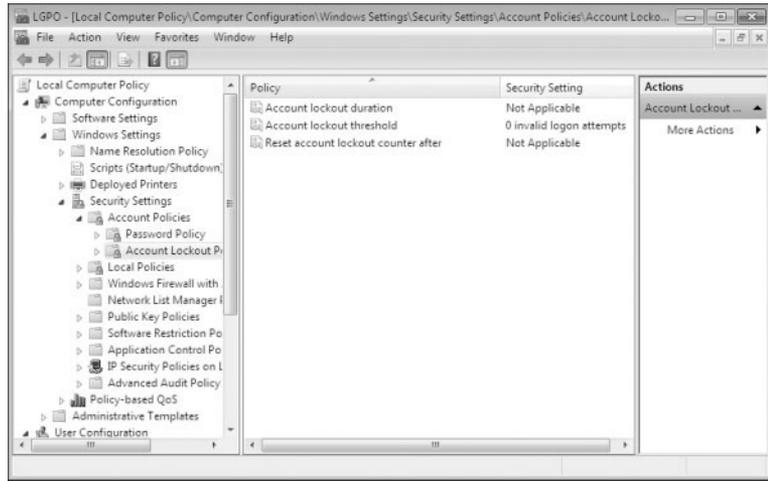 LGPO - [Local Computer Policy\Computer Configuration\Windows Settings\Security Settings\Account Policies\Account Locko...
File Action View Favorites Window Help
Local Computer Policy
Computer Configuration
Software Settings
Windows Settings
Name Resolution Policy
Scripts (Startup/Shutdown)
Deployed Printers
Security Settings
Account Policies
Password Policy
Account Lockout P
Local Policies
Windows Firewall with
Network List Manager
Public Key Policies
Software Restriction Po
Application Control Po
IP Security Policies on L
Advanced Audit Policy
Policy-based QoS
Administrative Templates
User Configuration
Policy Security Setting
Account lockout duration Not Applicable
Account lockout threshold 0 invalid logon attempts
Reset account lockout counter after Not Applicable
Actions
Account Lockout ...
More Actions